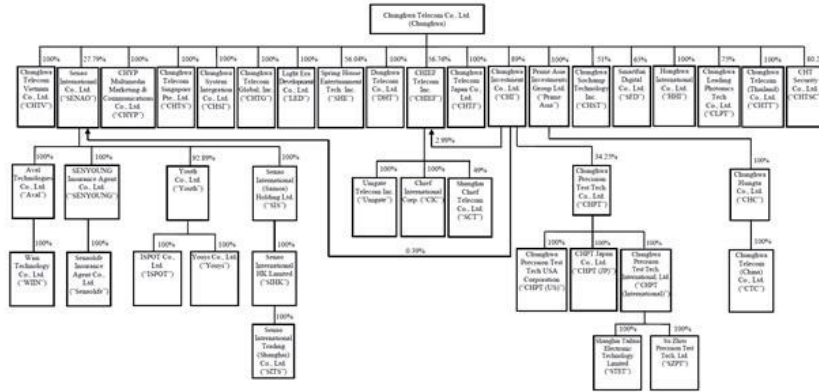 Chunghwa Telecom Co., Ltd.
(Chunghwa)
100%
27.79%
100%
100%
100%
100%
100%
56.04%
100%
56.76%
100%
89%
100%
51%
65%
100%
75%
100%
80.2
Chunghwa
Telecom
Vietnam
Co., Ltd.
("CHTV")
Senao
International
Co., Ltd.
("SENAO")
CHYP
Multimedia
Marketing &
Communications
Co., Ltd.
("CHYP")
Chunghwa
Telecom
Singapore
Pte., Ltd.
("CHTS")
Chunghwa
System
Integration
Co., Ltd.
("CHSI")
Chunghwa
Telecom
Global, Inc.
("CHTG")
Light Era
Development
Co., Ltd.
("LED")
Spring House
Entertainment
Tech. Inc.
("SHE")
Donghwa
Telecom
Co., Ltd.
("DHT")
CHIEF
Telecom
Inc.
("CHIEF")
Chunghwa
Telecom
Japan Co., Ltd.
("CHTJ")
Chunghwa
Investment
Co., Ltd.
("CHI")
Prime Asia
Investments
Group Ltd.
("Prime
Asia")
Chunghwa
Sochamp
Technology
Inc.
("CHST")
Smartfun
Digital
Co., Ltd.
("SFD")
Honghwa
International
Co., Ltd.
("HHI")
Chunghwa
Leading
Photonics
Tech Co.,
Ltd.
("CLPT")
Chunghwa
Telecom
(Thailand)
Co., Ltd.
("CHTT")
CHT
Security
Co., Ltd.
("CHTSC")
2.99%
100%
100%
92.89%
100%
Aval
Technologies
Co., Ltd.
("Aval")
SENYOUNG
Insurance
Agent Co.,
Ltd.
("SENYOUNG")
Youth
Co., Ltd.
("Youth")
Senao
International
(Samoa)
Holding Ltd.
("SIS")
100%
100%
49%
Unigate
Telecom Inc.
("Unigate")
Chief
International
Corp. ("CIC")
Shanghai
Chief
Telecom
Co., Ltd.
("SCT")
34.25%
Chunghwa
Precision
Test Tech
Co., Ltd.
("CHPT")
100%
Chunghwa
Hsingta
Co., Ltd.
("CHC")
0.39%
100%
100%
100%
100%
100%
Wiin
Technology
Co., Ltd.
("WIIN")
Senaolife
Insurance
Agent Co.,
Ltd.
("Senaolife")
ISPOT Co.,
Ltd.
("ISPOT")
Youyi Co., Ltd.
("Youyi")
Senao
International
HK Limited
("SIHK")
100%
100%
100%
Chunghwa
Precision Test
Tech USA
Corporation
("CHPT (US)")
CHPT Japan
Co., Ltd.
("CHPT (JP)")
Chunghwa
Precision
Test Tech.
International, Ltd.
("CHPT
(International)")
100%
Chunghwa
Telecom
(China)
Co., Ltd.
("CTC")
100%
Senao
International
Trading
(Shanghai)
Co., Ltd.
("SITS")
100%
100%
Electronic
Technology
Limited
("STET")
Su Zhou
Precision Test
Tech. Ltd.
("SZPT")